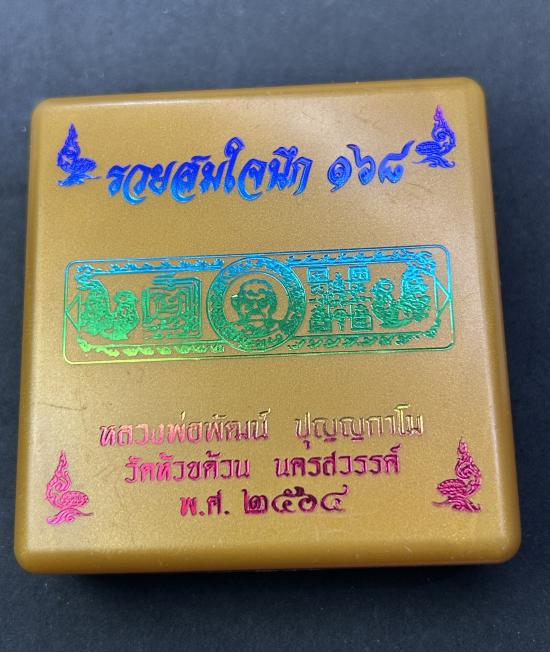 รวยสมใจนึก ๑๖๘
หลวงพ่อพัฒน์ ปุญญกาโม
วัดห้วยด้วน นครสวรรค์
พ.ศ. ๒๕๖๔